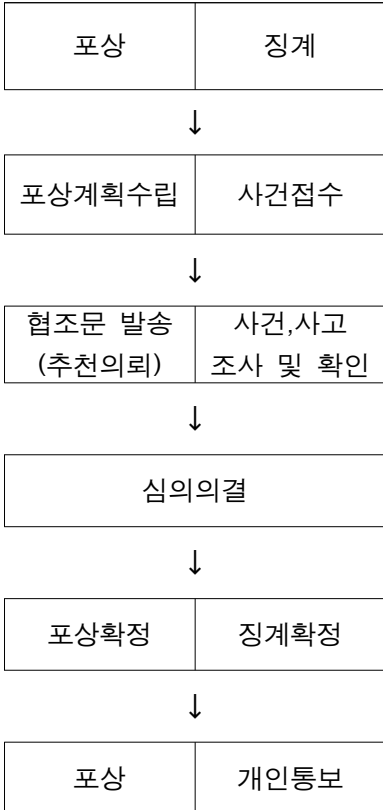 포상 징계
↓
포상계획수립 사건접수
↓
협조문 발송 사건,사고
(추천의뢰) 조사 및 확인
↓
심의의결
↓
포상확정 징계확정
↓
포상 개인통보